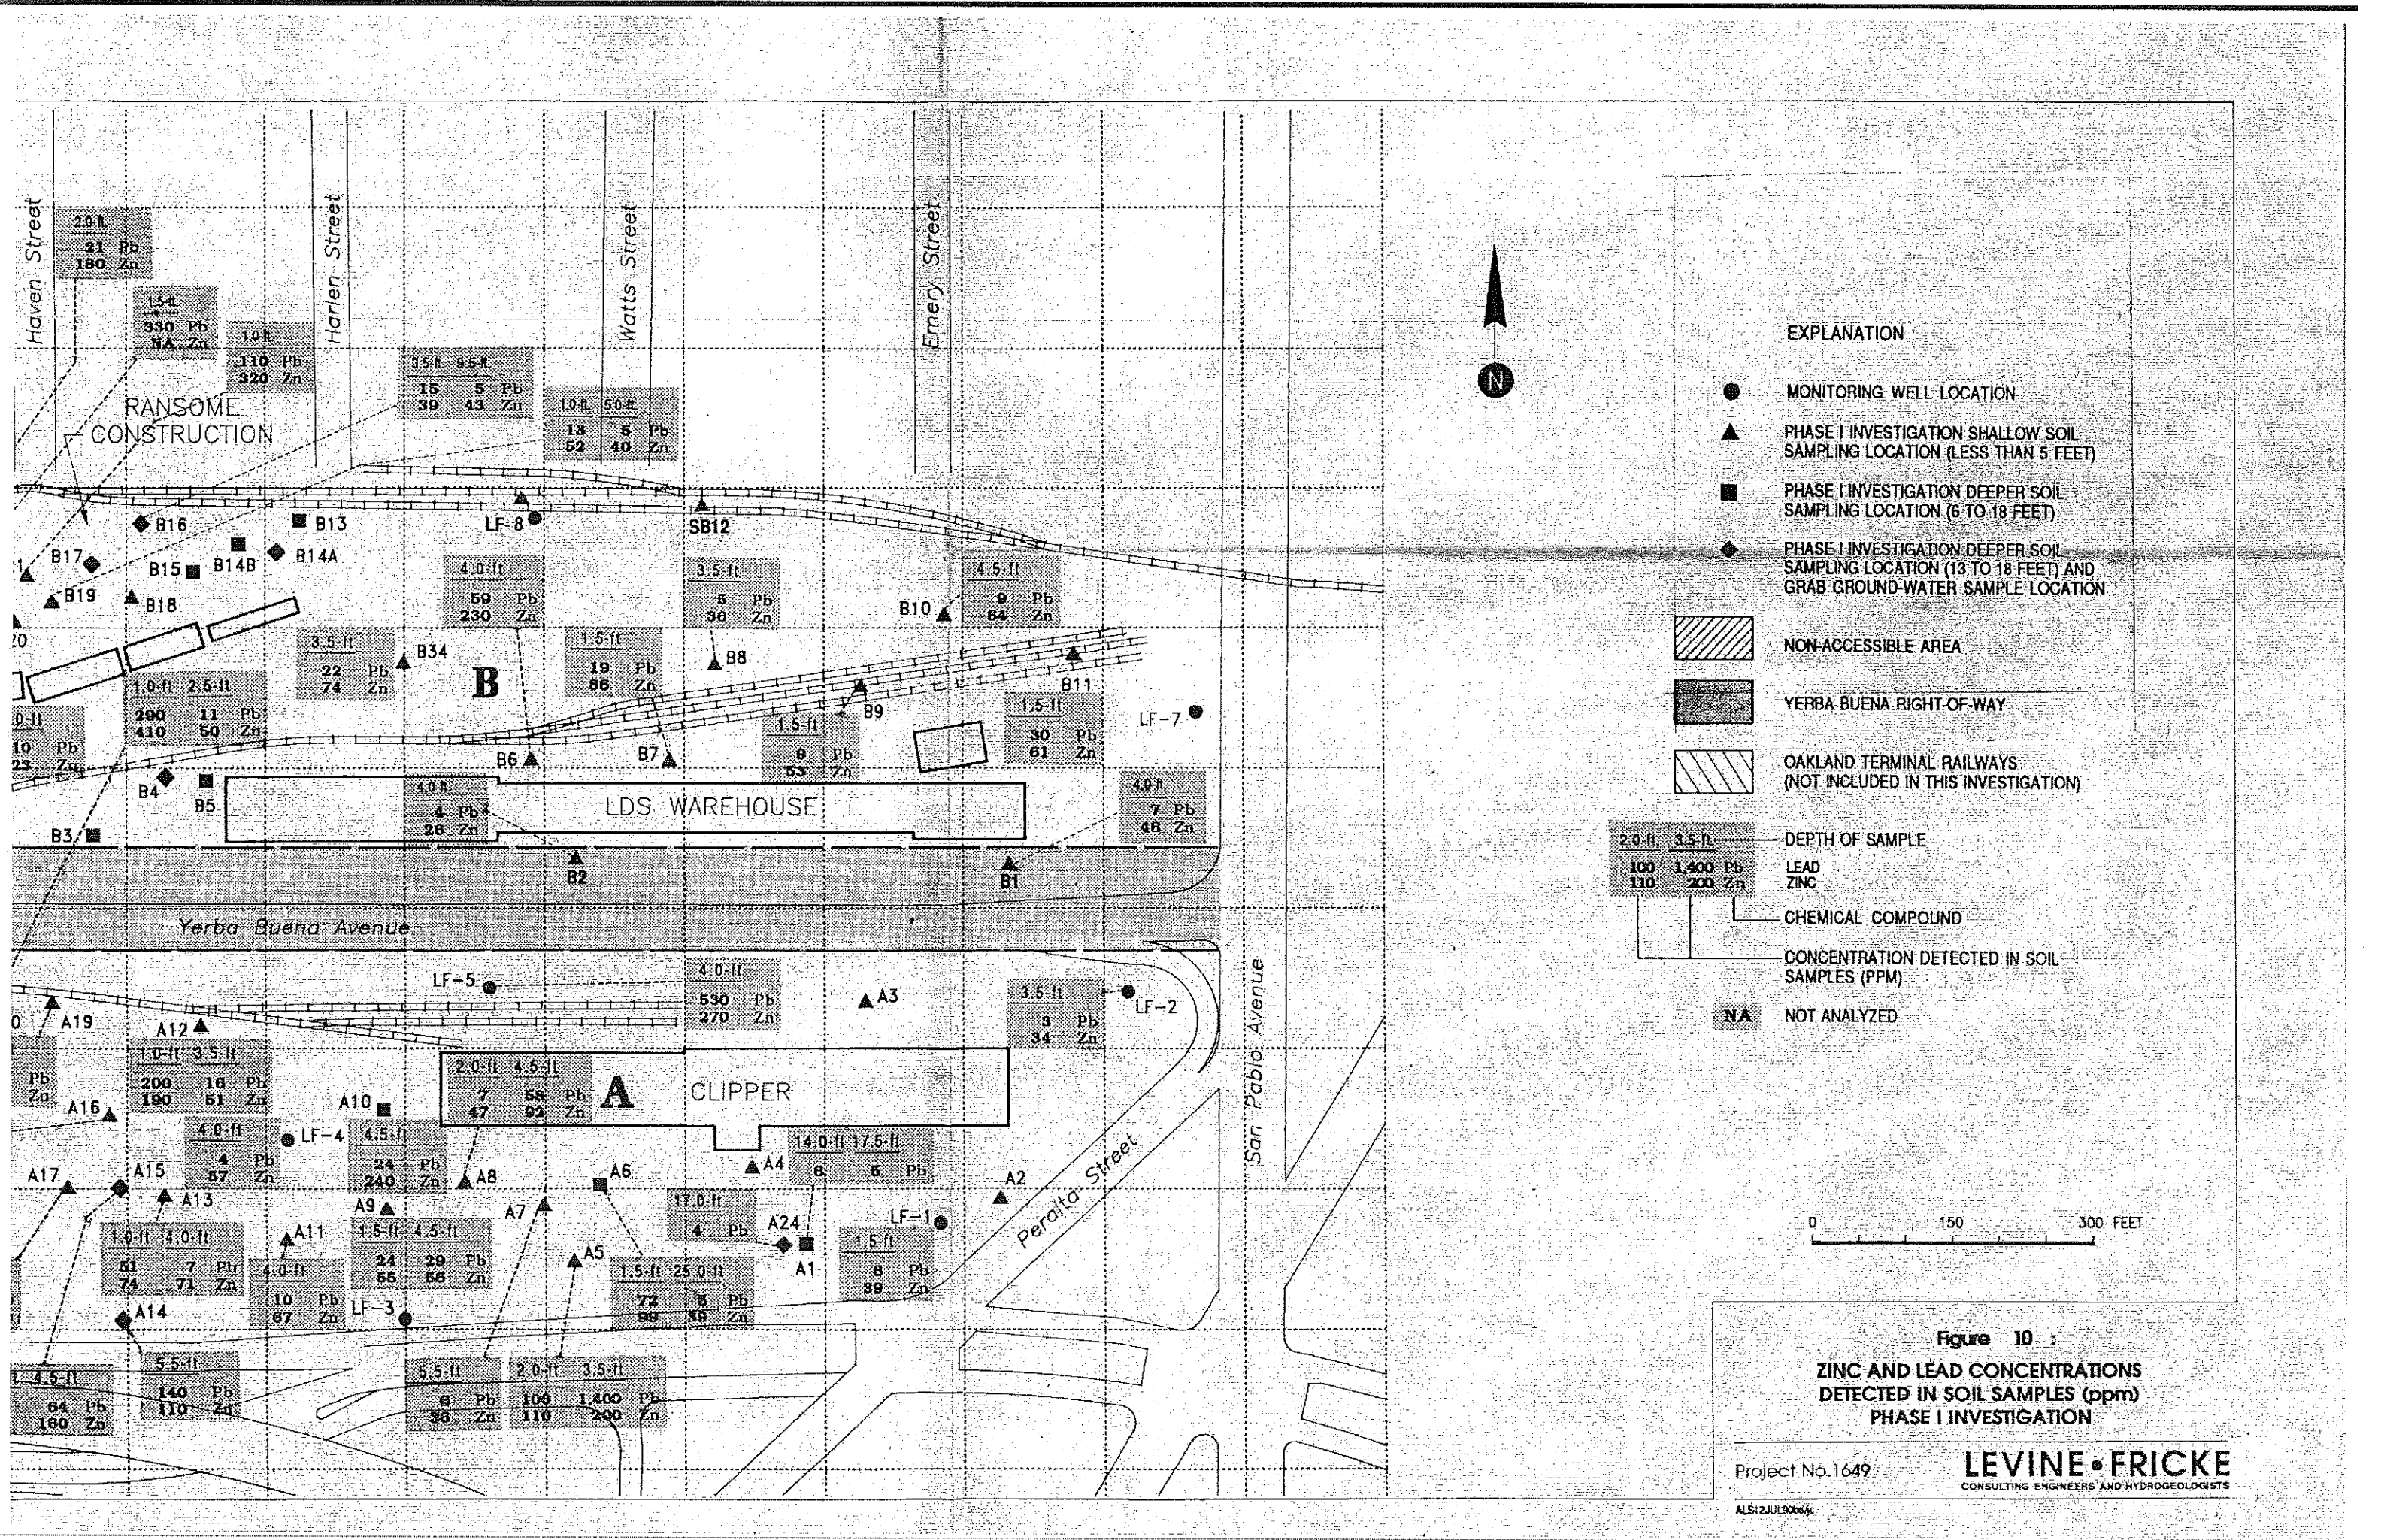 Haven Street
Harlen Street
Watts Street
Emery Street
2.0-ft.
21 Pb
180 Zn
1.5-ft.
330 Pb
NA Zn
1.0-ft.
110 Pb
320 Zn
RANSOME
CONSTRUCTION
9.5-ft.
15 5 Pb
39 43 Zn
1.0-ft. 5.0-ft.
13 5 Pb
52 40 Zn
B16
B13
LF-8
SB12
B17
B15
B14B
B14A
B19
B18
4.0-ft
59 Pb
230 Zn
3.5-ft
5 Pb
36 Zn
B10
4.5-ft
9 Pb
64 Zn
20
3.5-ft
22 Pb
74 Zn
B34
B
1.5-ft
19 Pb
86 Zn
B8
B11
B9
LF-7
1.0-ft 2.5-ft
290 11 Pb
410 50 Zn
0-ft
10 Pb
23 Zn
1.5-ft
9 Pb
53 Zn
1.5-ft
30 Pb
61 Zn
B6
B7
B4
B5
B3
4.0 ft.
4 Pb
26 Zn
LDS WAREHOUSE
4.0-ft.
7 Pb
46 Zn
B2
B1
Yerba Buena Avenue
LF-5
4.0-ft
530 Pb
270 Zn
A3
3.5-ft
3 Pb
34 Zn
LF-2
San Pablo Avenue
A19
A12
1.0-ft 3.5-ft
200 16 Pb
190 51 Zn
Pb
Zn
2.0-ft 4.5-ft
7 58 Pb
47 92 Zn
A
CLIPPER
A16
A10
4.0-ft
4 Pb
57 Zn
LF-4
4.5-ft
24 Pb
240 Zn
14.0-ft 17.5-ft
6 5 Pb
A17
A15
A13
A8
A6
A4
A2
Peralta Street
A9
A7
17.0-ft
4 Pb
A24
LF-1
A1
1.0-ft 4.0-ft
51 7 Pb
74 71 Zn
A11
1.5-ft 4.5-ft
24 29 Pb
55 56 Zn
A5
1.5-ft
6 Pb
39 Zn
4.0-ft
10 Pb
67 Zn
LF-3
1.5-ft 25.0-ft
72 5 Pb
99 39 Zn
A14
4.5-ft
64 Pb
160 Zn
5.5-ft
140 Pb
110 Zn
5.5-ft
6 Pb
36 Zn
2.0-ft 3.5-ft
100 1,400 Pb
110 200 Zn
N
EXPLANATION
MONITORING WELL LOCATION
PHASE I INVESTIGATION SHALLOW SOIL
SAMPLING LOCATION (LESS THAN 5 FEET)
PHASE I INVESTIGATION DEEPER SOIL
SAMPLING LOCATION (6 TO 18 FEET)
PHASE I INVESTIGATION DEEPER SOIL
SAMPLING LOCATION (13 TO 18 FEET) AND
GRAB GROUND-WATER SAMPLE LOCATION
NON-ACCESSIBLE AREA
YERBA BUENA RIGHT-OF-WAY
OAKLAND TERMINAL RAILWAYS
(NOT INCLUDED IN THIS INVESTIGATION)
2.0-ft. 3.5-ft.
DEPTH OF SAMPLE
100 1,400 Pb
LEAD
110 200 Zn
ZINC
CHEMICAL COMPOUND
CONCENTRATION DETECTED IN SOIL
SAMPLES (PPM)
NA
NOT ANALYZED
0 150 300 FEET
Figure 10 :
ZINC AND LEAD CONCENTRATIONS
DETECTED IN SOIL SAMPLES (ppm)
PHASE I INVESTIGATION
Project No.1649
LEVINE•FRICKE
CONSULTING ENGINEERS AND HYDROGEOLOGISTS